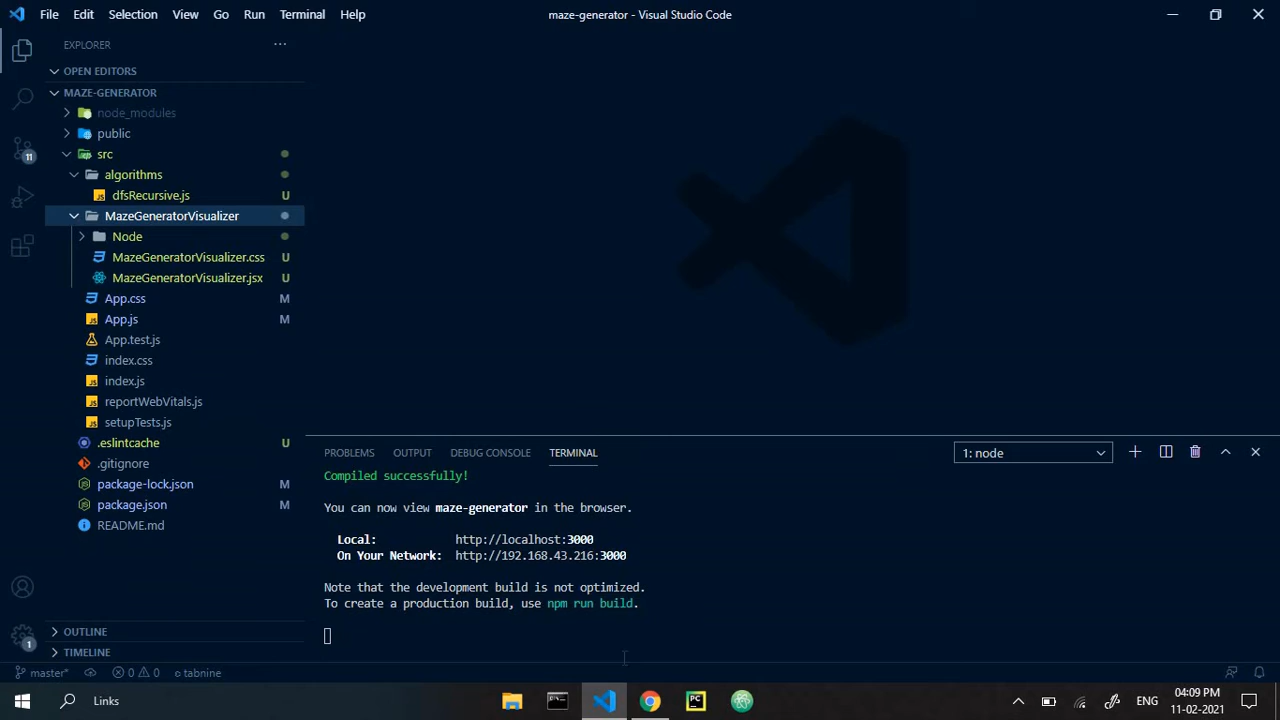 File Edit Selection View Go Run Terminal Help
maze-generator - Visual Studio Code
EXPLORER
OPEN EDITORS
MAZE-GENERATOR
node_modules
public
src
algorithms
dfsRecursive.js U
MazeGeneratorVisualizer
Node
MazeGeneratorVisualizer.css U
MazeGeneratorVisualizer.jsx U
App.css M
App.js M
App.test.js
index.css
index.js
reportWebVitals.js
setupTests.js
.eslintcache U
.gitignore
package-lock.json M
package.json M
README.md
OUTLINE
TIMELINE
11
1
PROBLEMS OUTPUT DEBUG CONSOLE TERMINAL
1: node
Compiled successfully!
You can now view maze-generator in the browser.
Local: http://localhost:3000
On Your Network: http://192.168.43.216:3000
Note that the development build is not optimized.
To create a production build, use npm run build.
master* 0 0 tabnine
Links
ENG
04:09 PM
11-02-2021